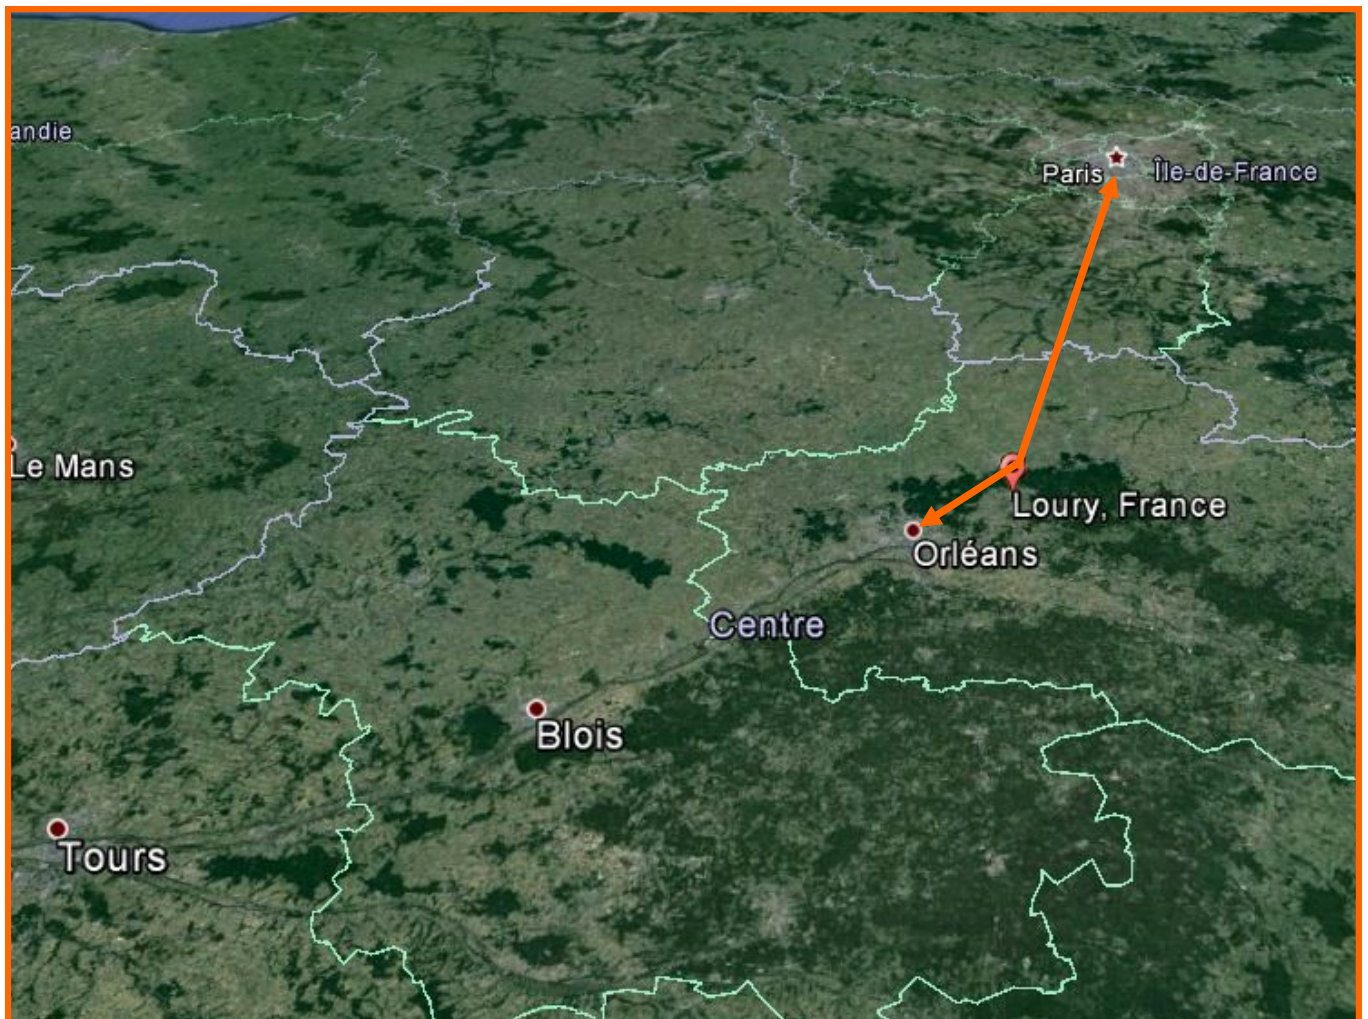 andie
Paris
Île-de-France
Le Mans
Loury, France
Orléans
Centre
Blois
Tours